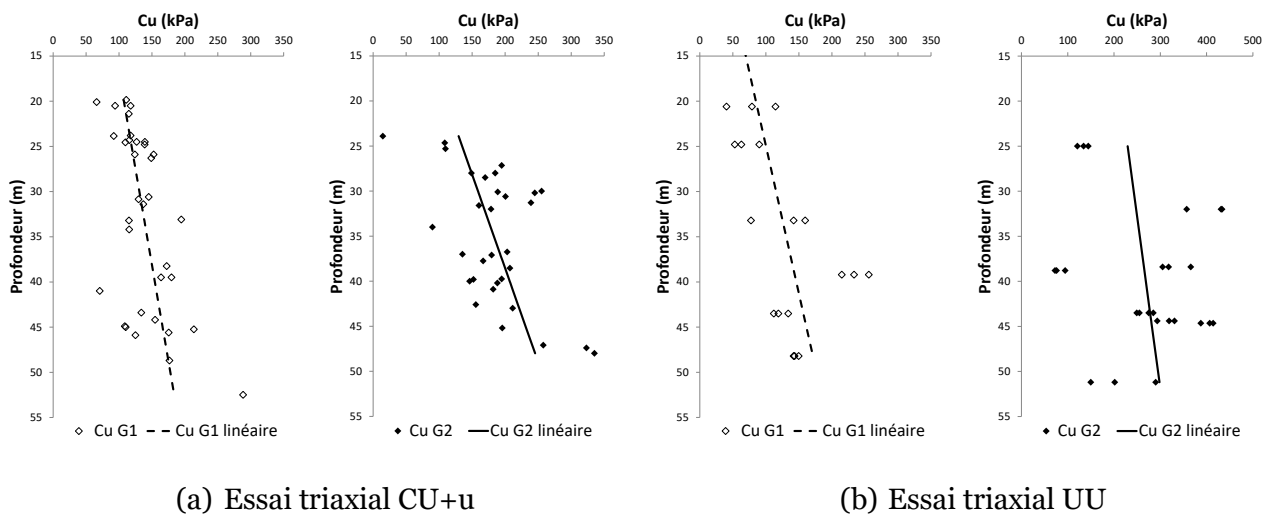 Cu (kPa) Cu (kPa) Cu (kPa) Cu (kPa)
0 50 100 150 200 250 300 350 0 50 100 150 200 250 300 350 0 50 100 150 200 250 300 350 0 100 200 300 400 500
15 15 15 15
20 20 20 20
25 25 25 25
30 30 30 30
35 35 35 35
40 40 40 40
45 45 45 45
50 50 50 50
55 55 55 55
Profondeur (m) Profondeur (m) Profondeur (m) Profondeur (m)
Cu G1 Cu G1 linéaire Cu G2 Cu G2 linéaire Cu G1 Cu G1 linéaire Cu G2 Cu G2 linéaire
(a) Essai triaxial CU+u (b) Essai triaxial UU